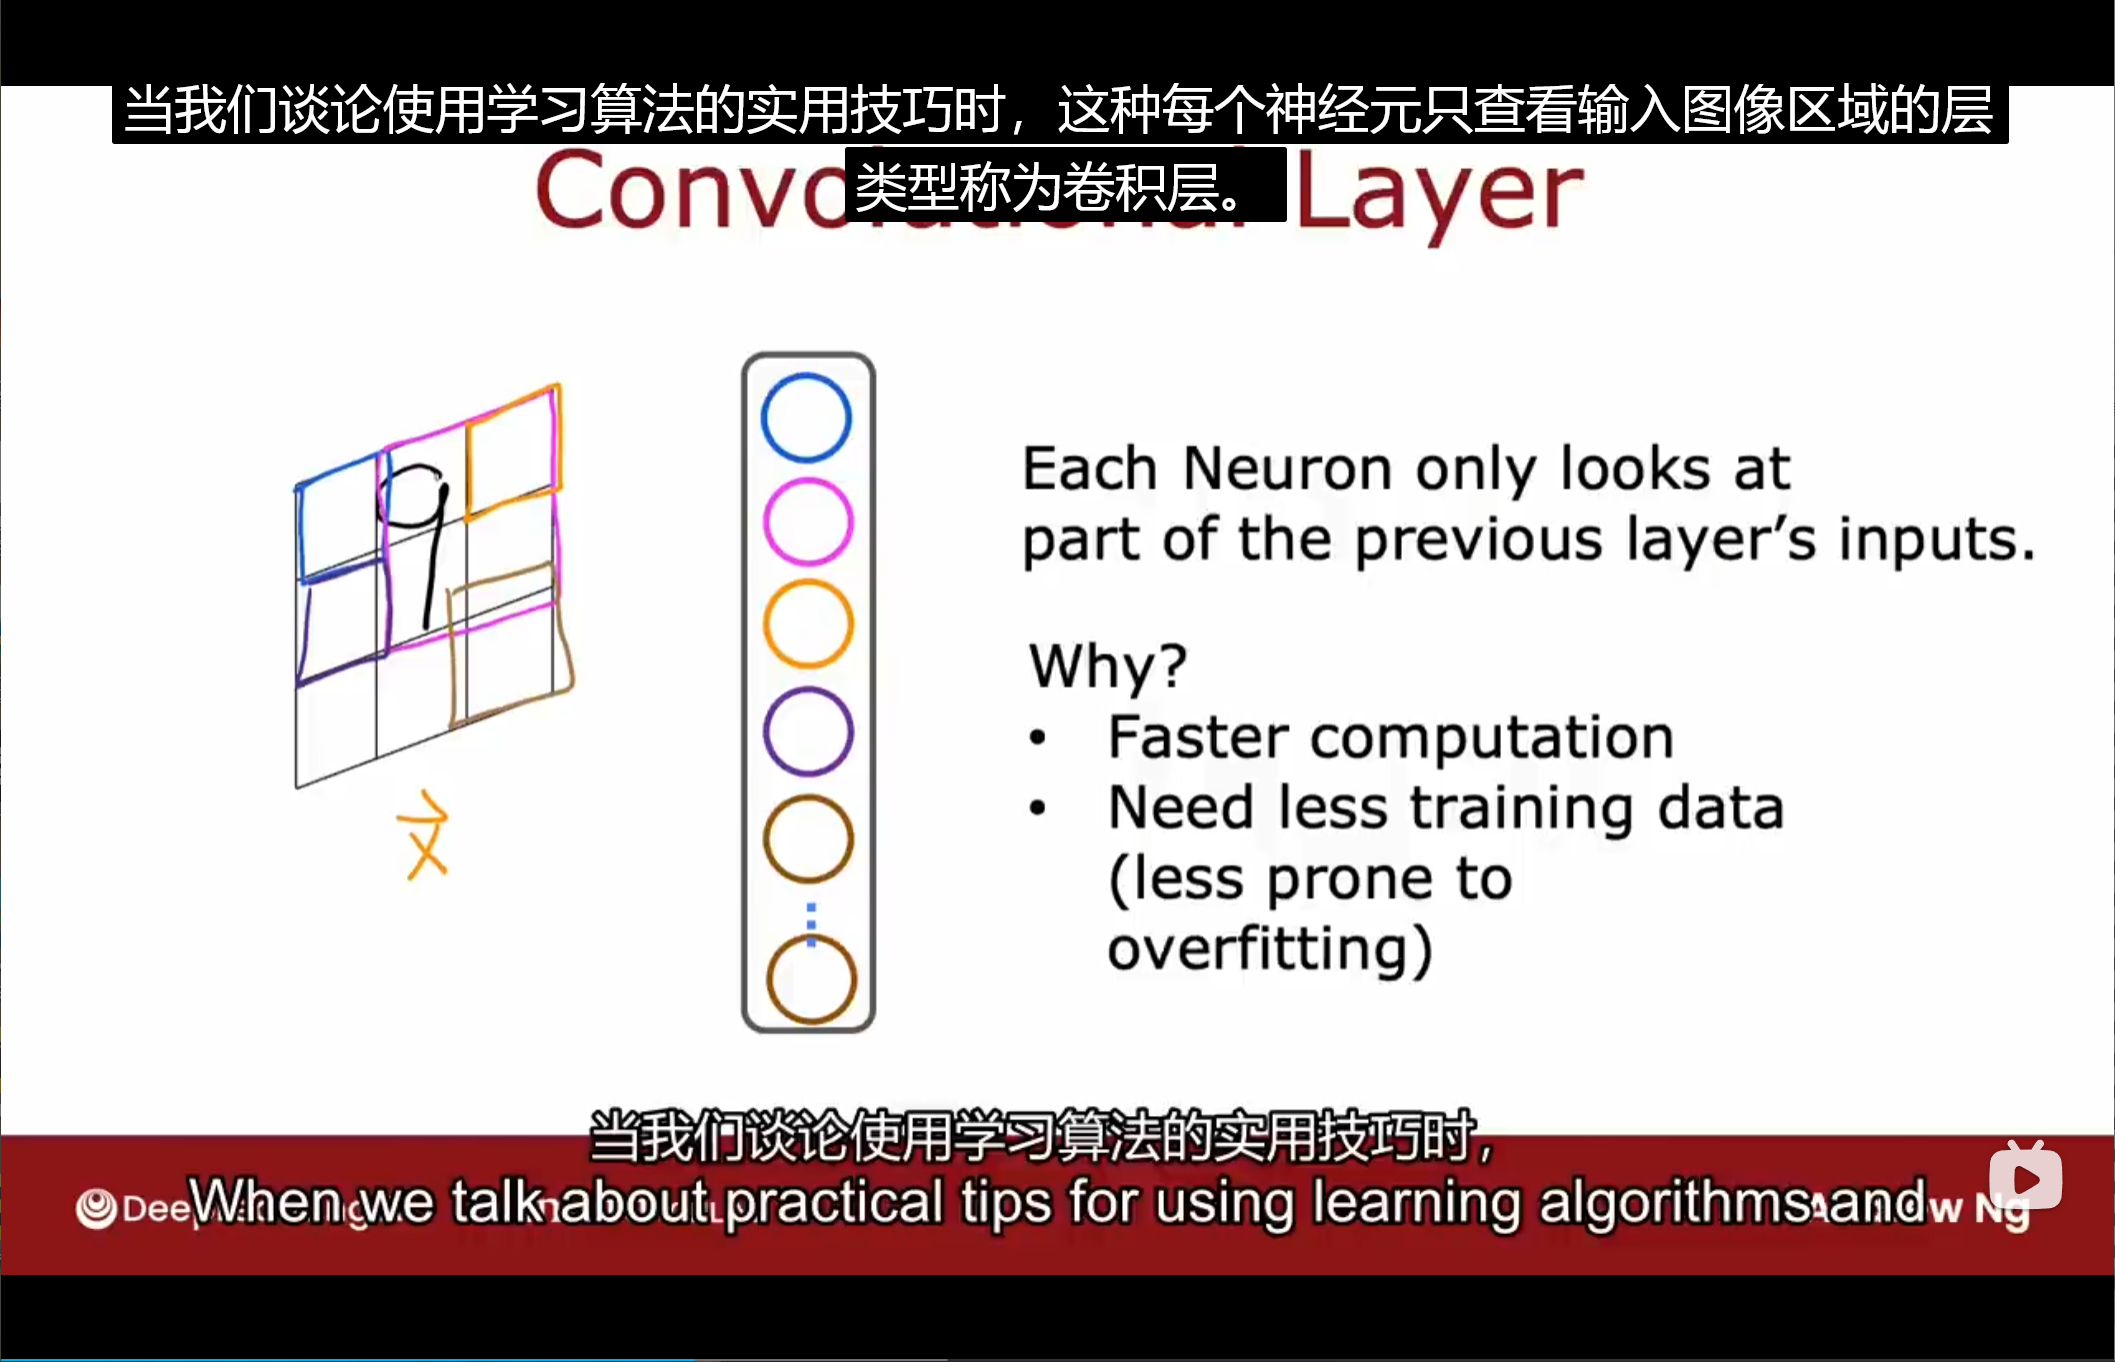 当我们谈论使用学习算法的实用技巧时，这种每个神经元只查看输入图像区域的层
类型称为卷积层。
Layer
9
x
Each Neuron only looks at
part of the previous layer’s inputs.
Why?
• Faster computation
• Need less training data
(less prone to
overfitting)
当我们谈论使用学习算法的实用技巧时，
When we talk about practical tips for using learning algorithms and
Ng